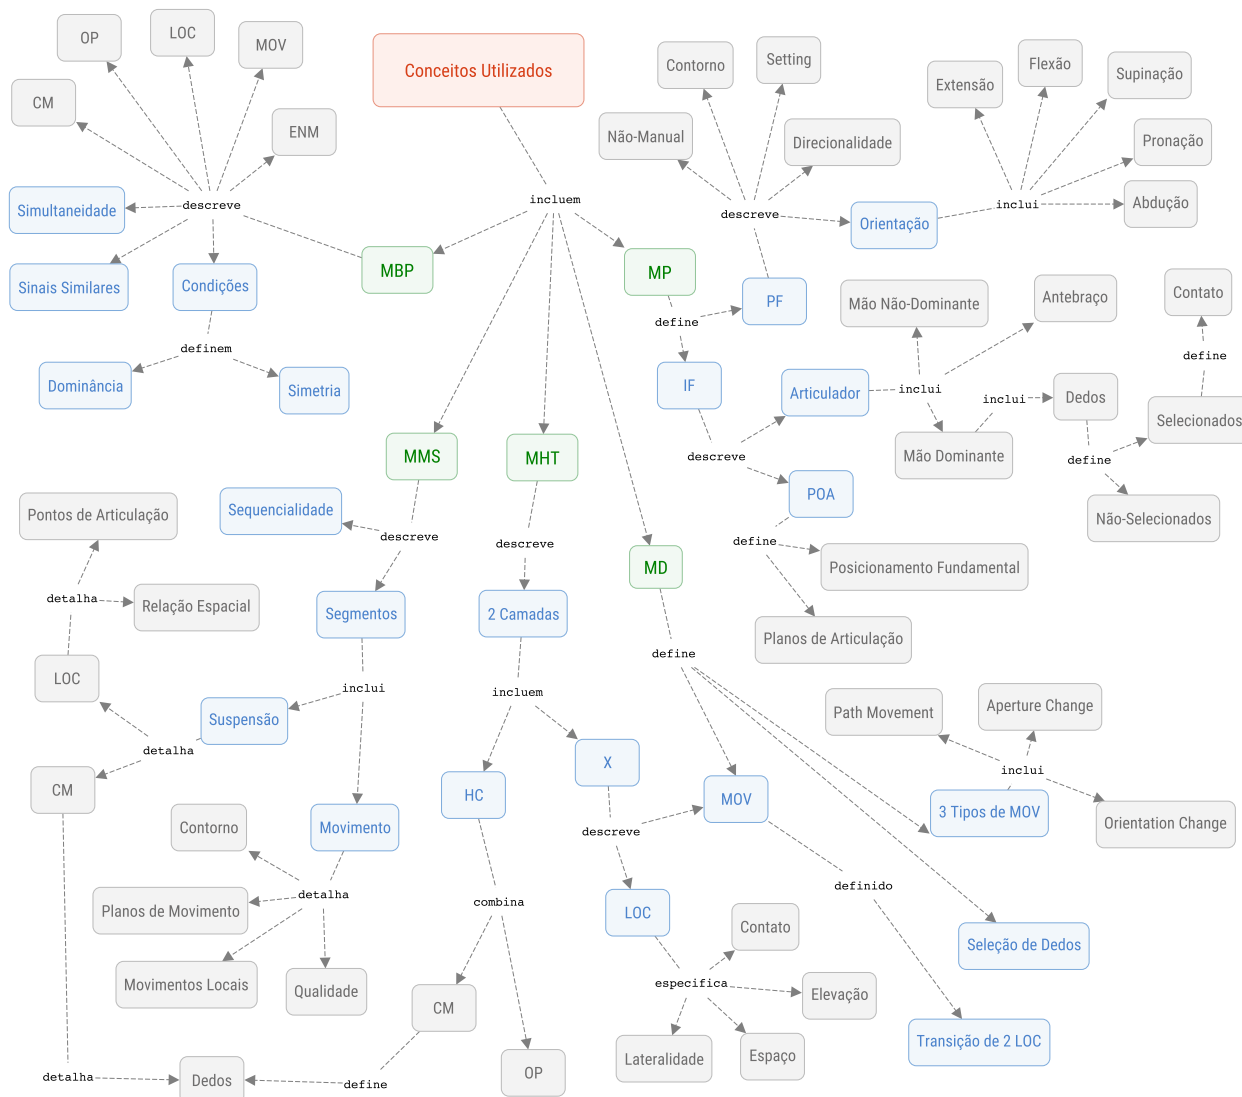 OP
LOC
MOV
CM
ENM
Conceitos Utilizados
Contorno
Setting
Não-Manual
Direcionalidade
Extensão
Flexão
Supinação
Pronação
Abdução
Simultaneidade
descreve
incluem
descreve
Orientação
inclui
Sinais Similares
Condições
MBP
MP
PF
Mão Não-Dominante
Antebraço
Contato
definem
define
define
Dominância
Simetria
IF
Articulador
inclui
inclui
Dedos
Selecionados
MMS
MHT
descreve
Mão Dominante
define
Pontos de Articulação
Sequencialidade
descreve
descreve
POA
Não-Selecionados
define
MD
Posicionamento Fundamental
detalha
Relação Espacial
Segmentos
2 Camadas
Planos de Articulação
LOC
inclui
incluem
define
Suspensão
detalha
Path Movement
Aperture Change
inclui
CM
HC
X
MOV
3 Tipos de MOV
Orientation Change
Contorno
Movimento
descreve
detalha
combina
definido
Planos de Movimento
LOC
Contato
Seleção de Dedos
Movimentos Locais
Qualidade
CM
especifica
Elevação
Lateralidade
Espaço
Transição de 2 LOC
detalha
Dedos
define
OP